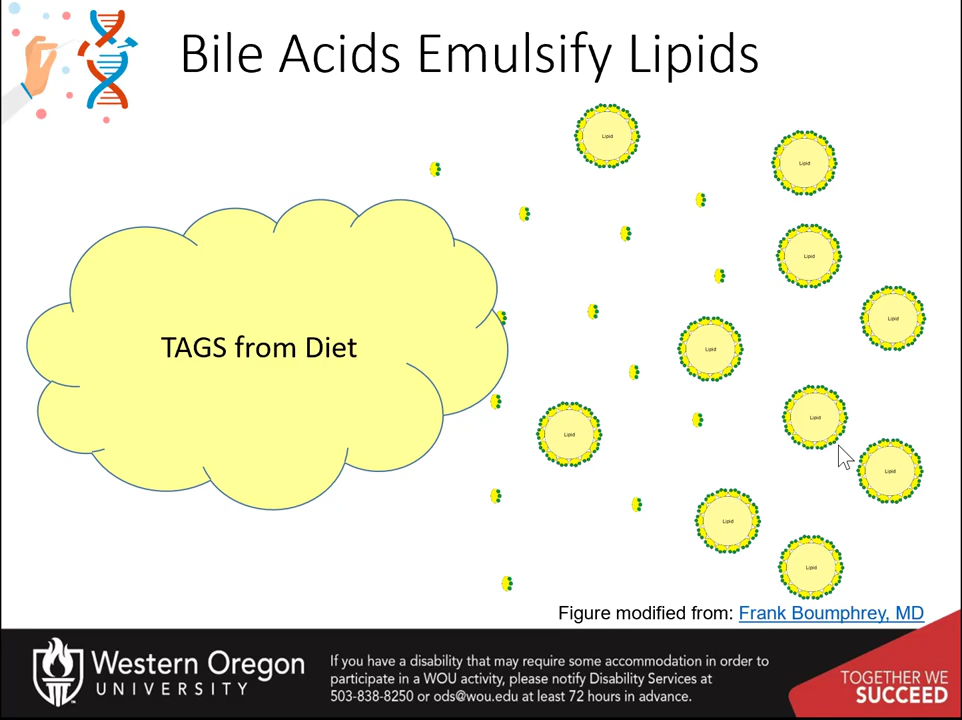 Bile Acids Emulsify Lipids
Lipid
Lipid
Lipid
Lipid
TAGS from Diet
Lipid
Lipid
Lipid
Lipid
Lipid
Lipid
Figure modified from: Frank Boumphrey, MD
Western Oregon
UNIVERSITY
If you have a disability that may require some accommodation in order to
participate in a WOU activity, please notify Disability Services at
503-838-8250 or ods@wou.edu at least 72 hours in advance.
TOGETHER WE
SUCCEED